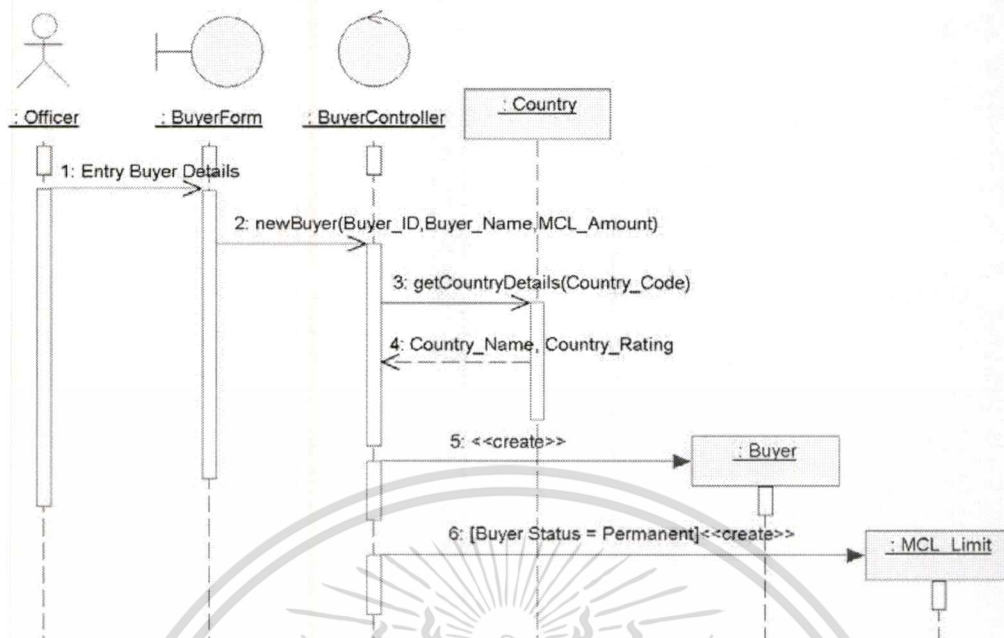 : Country
: Officer
: BuyerForm
: BuyerController
1: Entry Buyer Details
2: newBuyer(Buyer_ID,Buyer_Name,MCL_Amount)
3: getCountryDetails(Country_Code)
4: Country_Name, Country_Rating
5: <<create>>
: Buyer
6: [Buyer Status = Permanent]<<create>>
: MCL_Limit